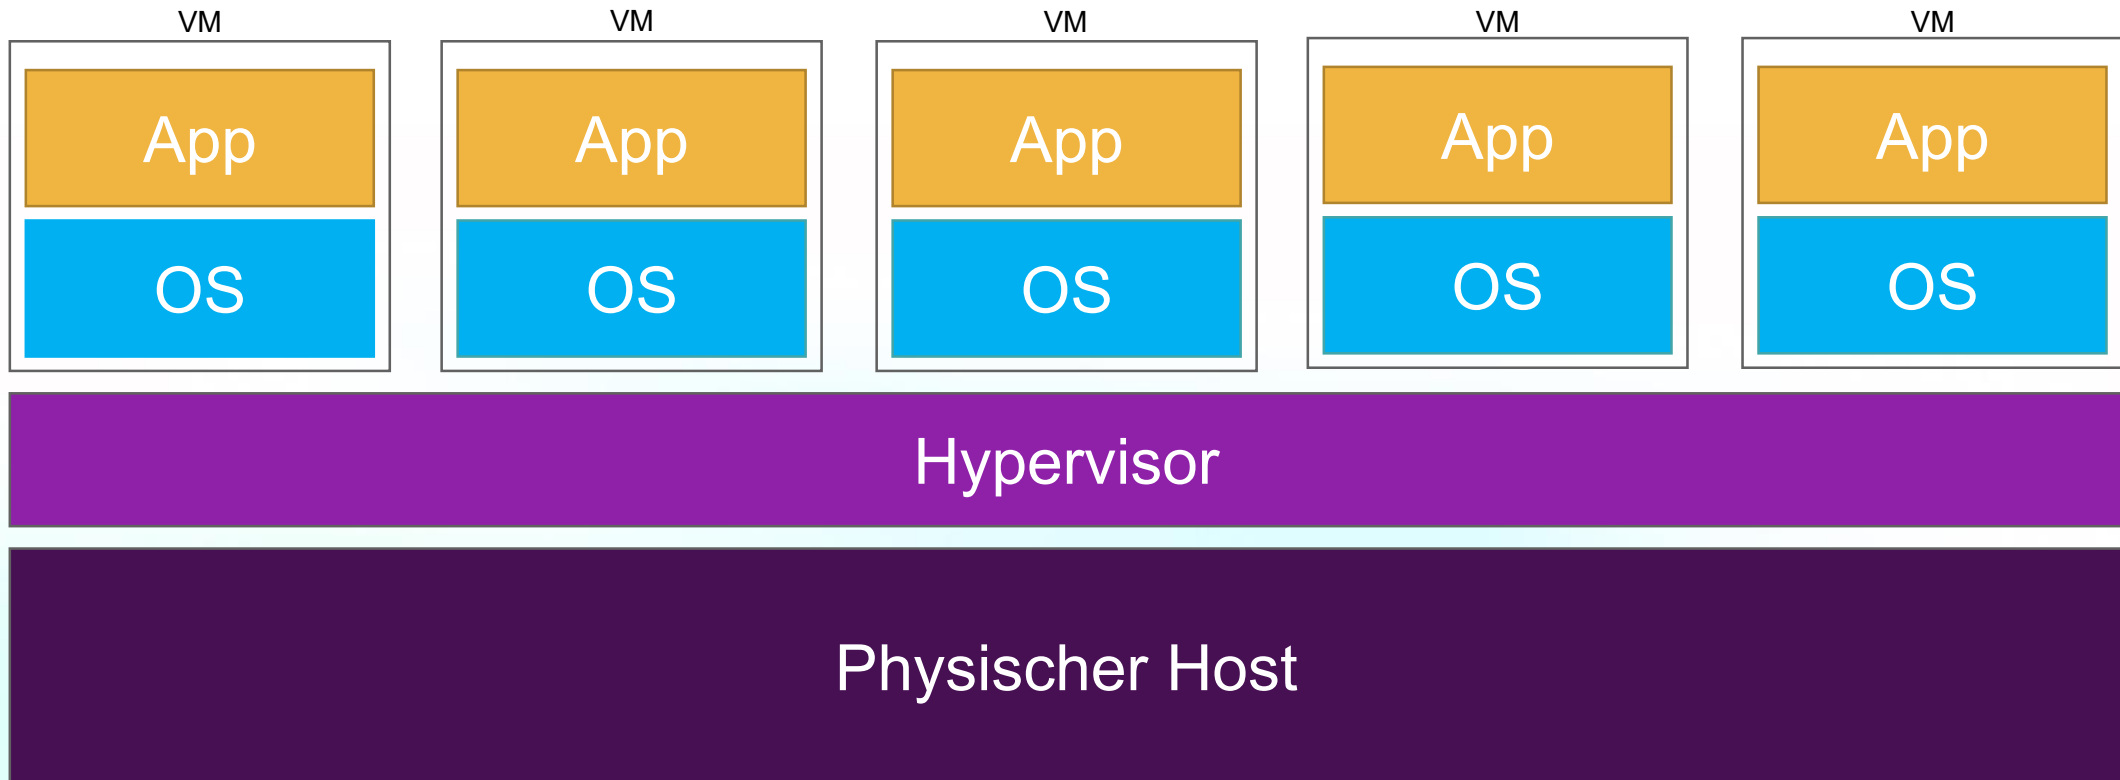 VM VM VM VM VM
App App App App App
OS OS OS OS OS
Hypervisor
Physischer Host